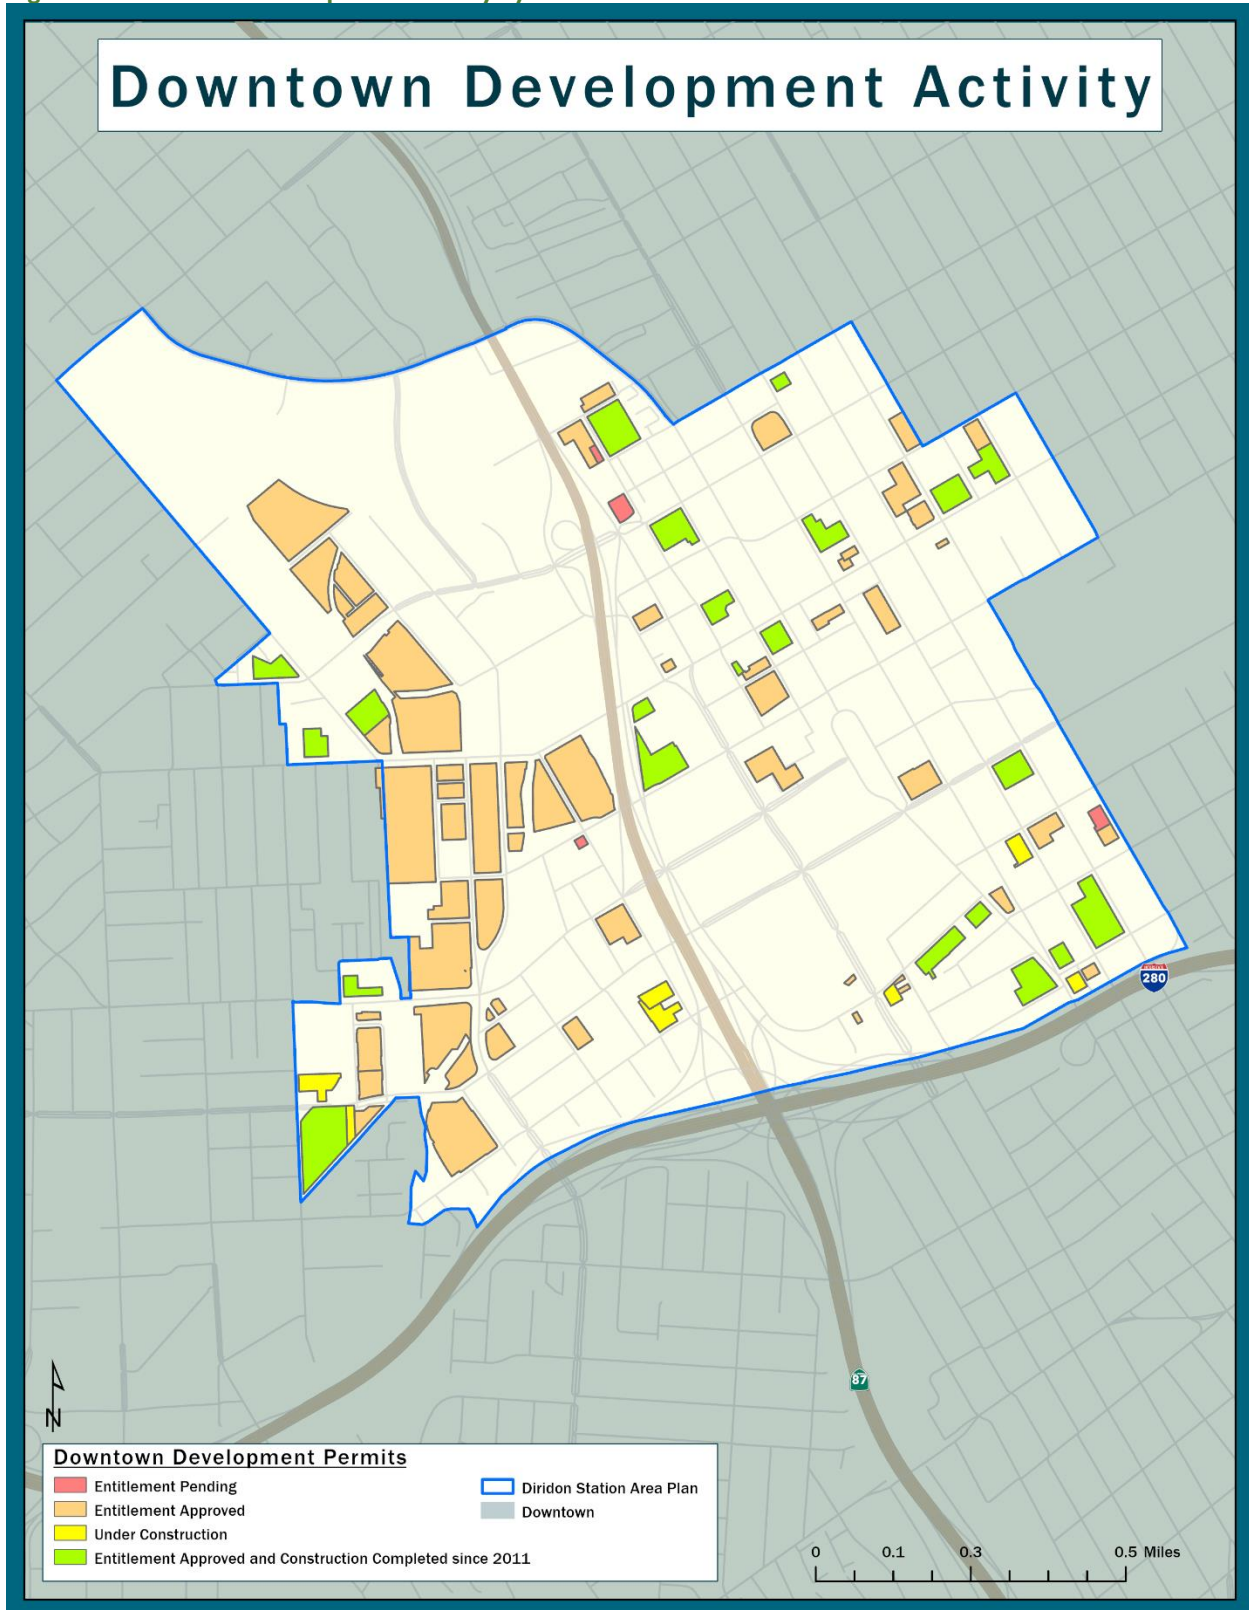 Downtown Development Activity
280
87
N
Downtown Development Permits
Entitlement Pending
Entitlement Approved
Under Construction
Entitlement Approved and Construction Completed since 2011
Diridon Station Area Plan
Downtown
0 0.1 0.3 0.5 Miles